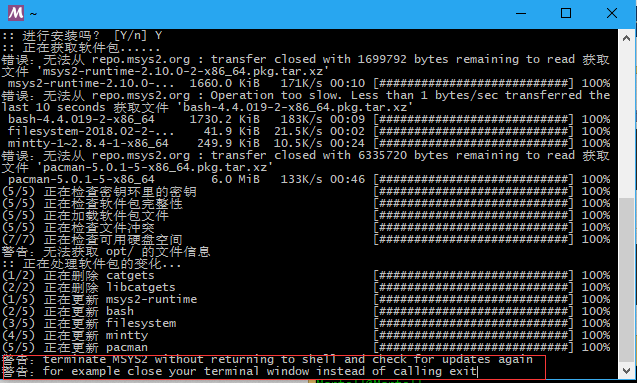 ~
:: 进行安装吗？ [Y/n] Y
:: 正在获取软件包......
错误：无法从 repo.msys2.org : transfer closed with 1699792 bytes remaining to read 获取
文件 'msys2-runtime-2.10.0-2-x86_64.pkg.tar.xz'
msys2-runtime-2.10.0-... 1660.0 KiB 171K/s 00:10 [###########################] 100%
错误：无法从 repo.msys2.org : Operation too slow. Less than 1 bytes/sec transferred the
last 10 seconds 获取文件 'bash-4.4.019-2-x86_64.pkg.tar.xz'
bash-4.4.019-2-x86_64 1730.2 KiB 183K/s 00:09 [###########################] 100%
filesystem-2018.02-2-... 41.9 KiB 21.5K/s 00:02 [###########################] 100%
mintty-1~2.8.4-1-x86_64 249.9 KiB 10.5K/s 00:24 [###########################] 100%
错误：无法从 repo.msys2.org : transfer closed with 6335720 bytes remaining to read 获取
文件 'pacman-5.0.1-5-x86_64.pkg.tar.xz'
pacman-5.0.1-5-x86_64 6.0 MiB 133K/s 00:46 [###########################] 100%
(5/5) 正在检查密钥环里的密钥 [###########################] 100%
(5/5) 正在检查软件包完整性 [###########################] 100%
(5/5) 正在加载软件包文件 [###########################] 100%
(5/5) 正在检查文件冲突 [###########################] 100%
(7/7) 正在检查可用硬盘空间 [###########################] 100%
警告：无法获取 opt/ 的文件信息
:: 正在处理软件包的变化...
(1/2) 正在删除 catgets [###########################] 100%
(2/2) 正在删除 libcatgets [###########################] 100%
(1/5) 正在更新 msys2-runtime [###########################] 100%
(2/5) 正在更新 bash [###########################] 100%
(3/5) 正在更新 filesystem [###########################] 100%
(4/5) 正在更新 mintty [###########################] 100%
(5/5) 正在更新 pacman [###########################] 100%
警告：terminate MSYS2 without returning to shell and check for updates again
警告：for example close your terminal window instead of calling exit